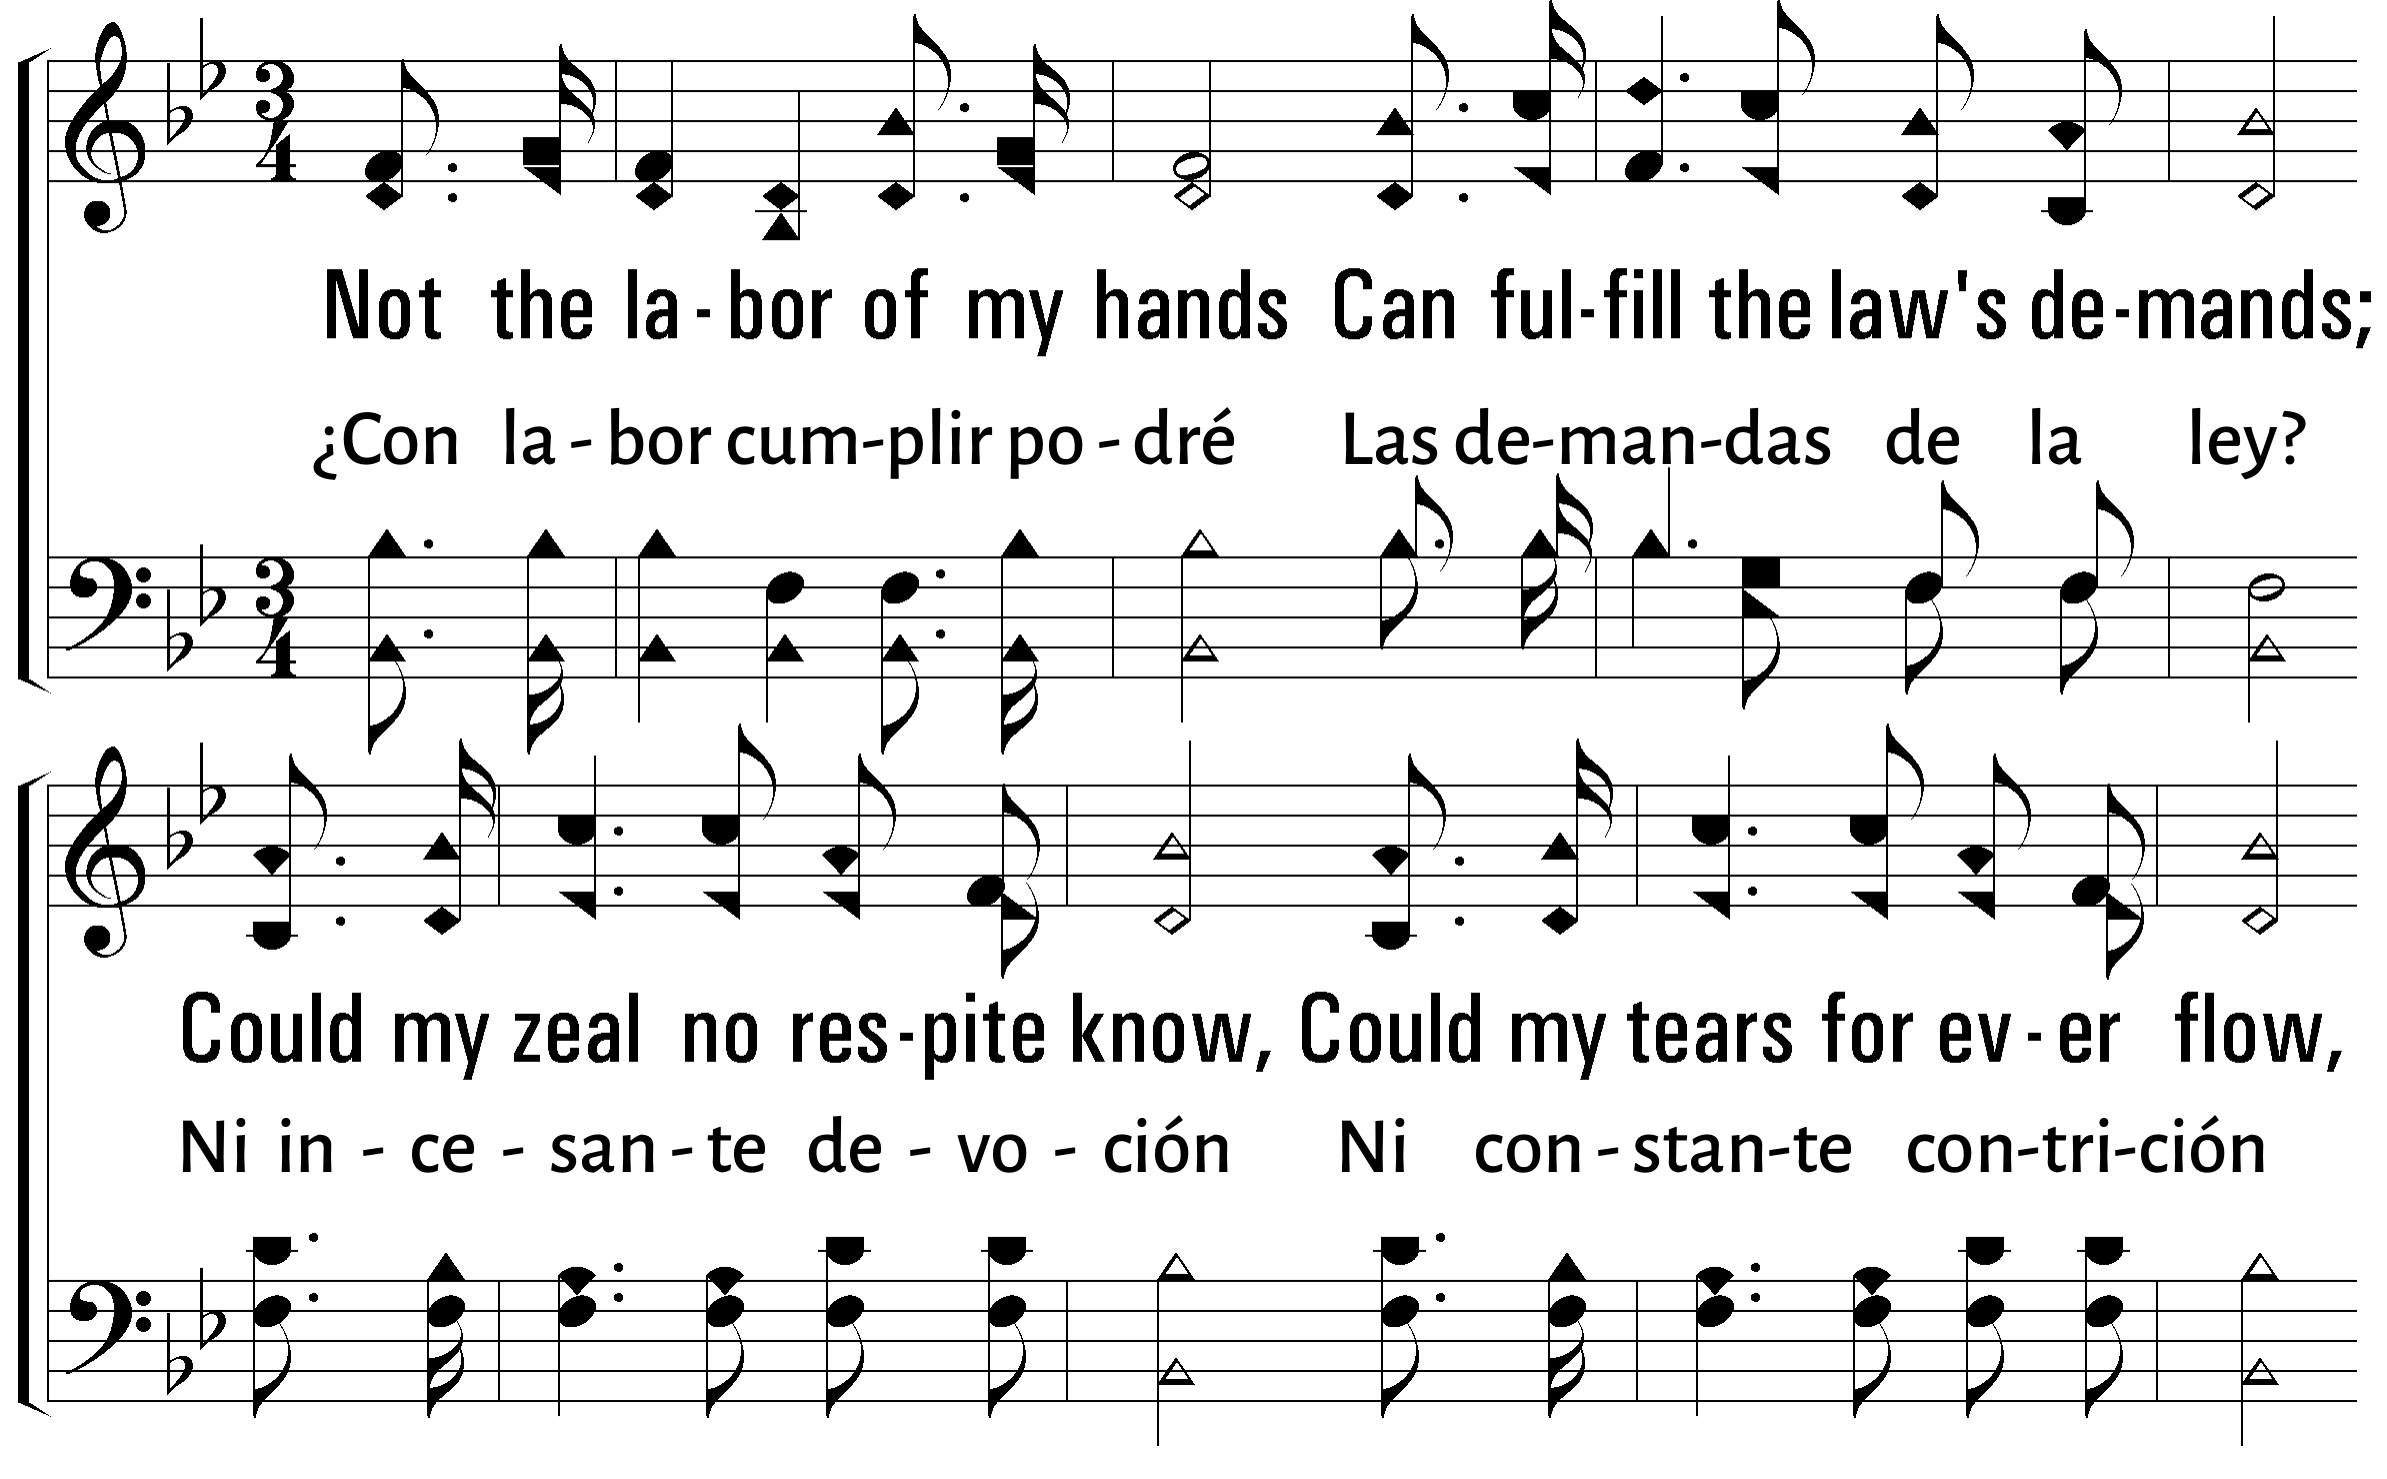 Not the la-bor of my hands Can ful-fill the law's de-mands;
¿Con la-bor cum-plir po-dré Las de-man-das de la ley?
Could my zeal no res-pite know, Could my tears for ev-er flow,
Ni in-ce-san-te de-vo-ción Ni con-stan-te con-tri-ción